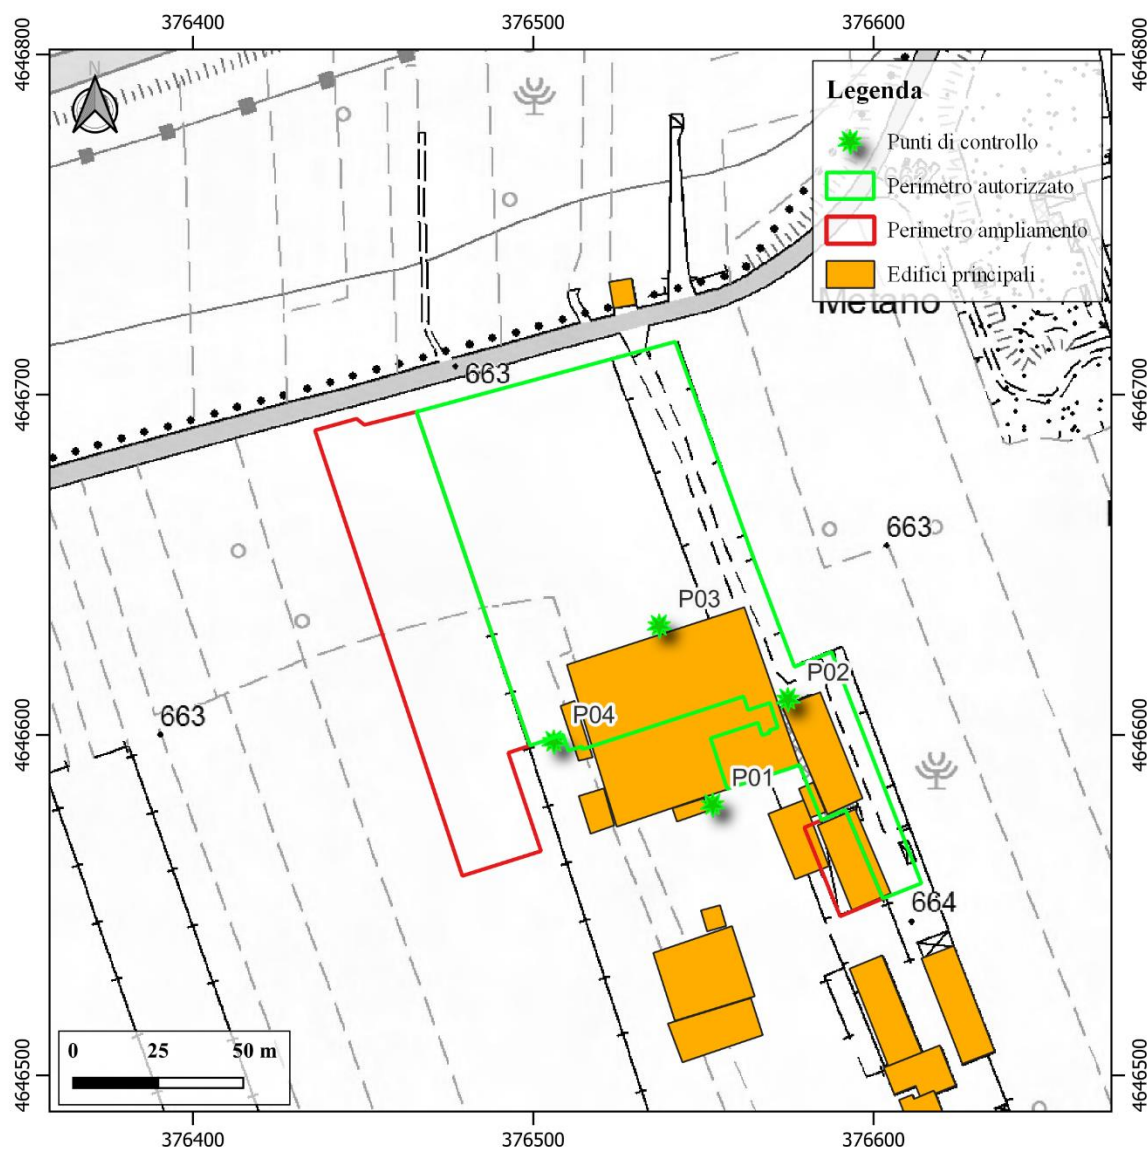 376400
376500
376600
4646800
4646800
N
Legenda
Punti di controllo
Perimetro autorizzato
Perimetro ampliamento
Edifici principali
Metano
4646700
663
4646700
663
P03
P02
663
P04
4646600
4646600
P01
664
0 25 50 m
4646500
4646500
376400
376500
376600